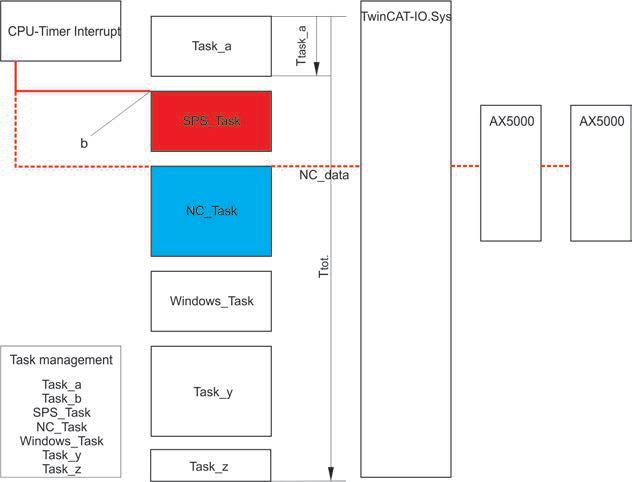 CPU-Timer Interrupt
Task_a
Ttask_a
TwinCAT-IO.Sys
AX5000
AX5000
SPS_Task
b
NC_data
NC_Task
Ttot.
Windows_Task
Task management
Task_a
Task_b
SPS_Task
NC_Task
Windows_Task
Task_y
Task_z
Task_y
Task_z